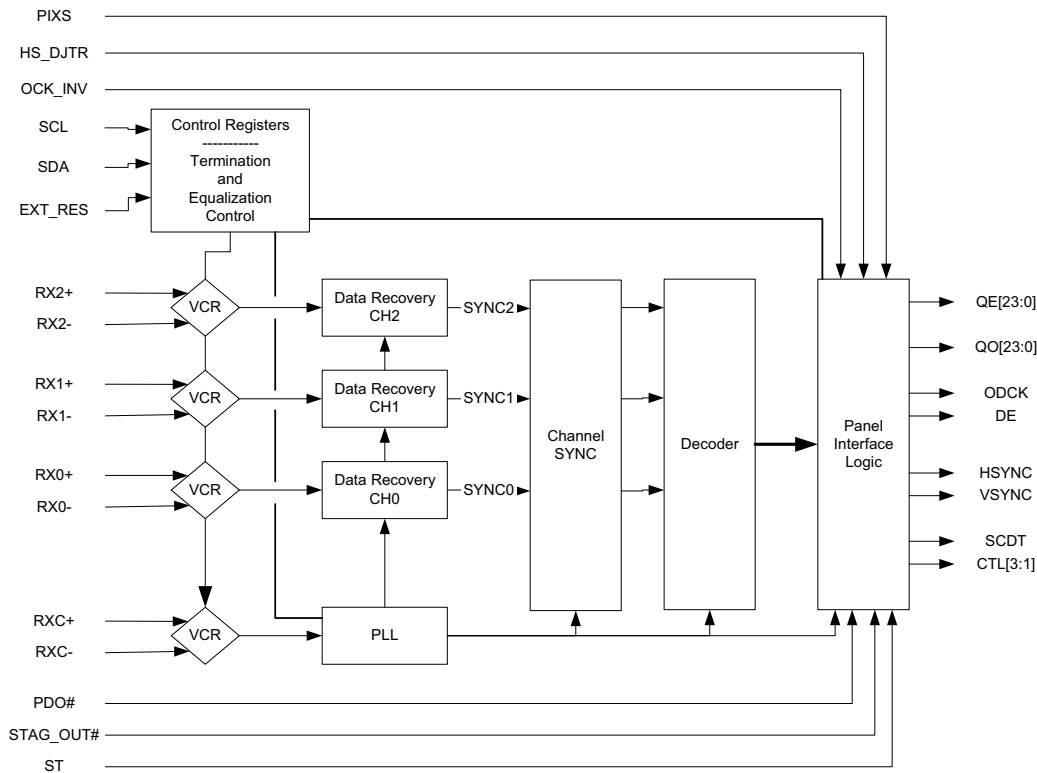 PIXS
HS_DJTR
OCK_INV
SCL
SDA
EXT_RES
Control Registers
-----------
Termination
and
Equalization
Control
RX2+
RX2-
VCR
Data Recovery
CH2
SYNC2
RX1+
RX1-
VCR
Data Recovery
CH1
SYNC1
RX0+
RX0-
VCR
Data Recovery
CH0
SYNC0
RXC+
RXC-
VCR
PLL
Channel
SYNC
Decoder
Panel
Interface
Logic
QE[23:0]
QO[23:0]
ODCK
DE
HSYNC
VSYNC
SCDT
CTL[3:1]
PDO#
STAG_OUT#
ST